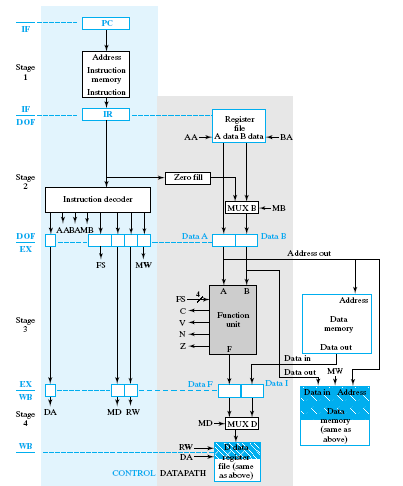 IF
PC
Stage
1
Address
Instruction
memory
Instruction
IF
DOF
IR
Register
file
A data B data
AA
BA
Stage
2
Zero fill
Instruction decoder
MUX B
MB
AABAMB
DOF
EX
Data A
Data B
FS
MW
Address out
Stage
3
FS
4
C
V
N
Z
A
B
Function
unit
F
Address
Data
memory
Data out
Data in
Data out
MW
EX
WB
Data F
Data I
Data in
Address
Data
memory
(same as
above)
Stage
4
DA
MD
RW
MD
MUX D
WB
RW
DA
D data
register
file (same
as above)
CONTROL
DATAPATH